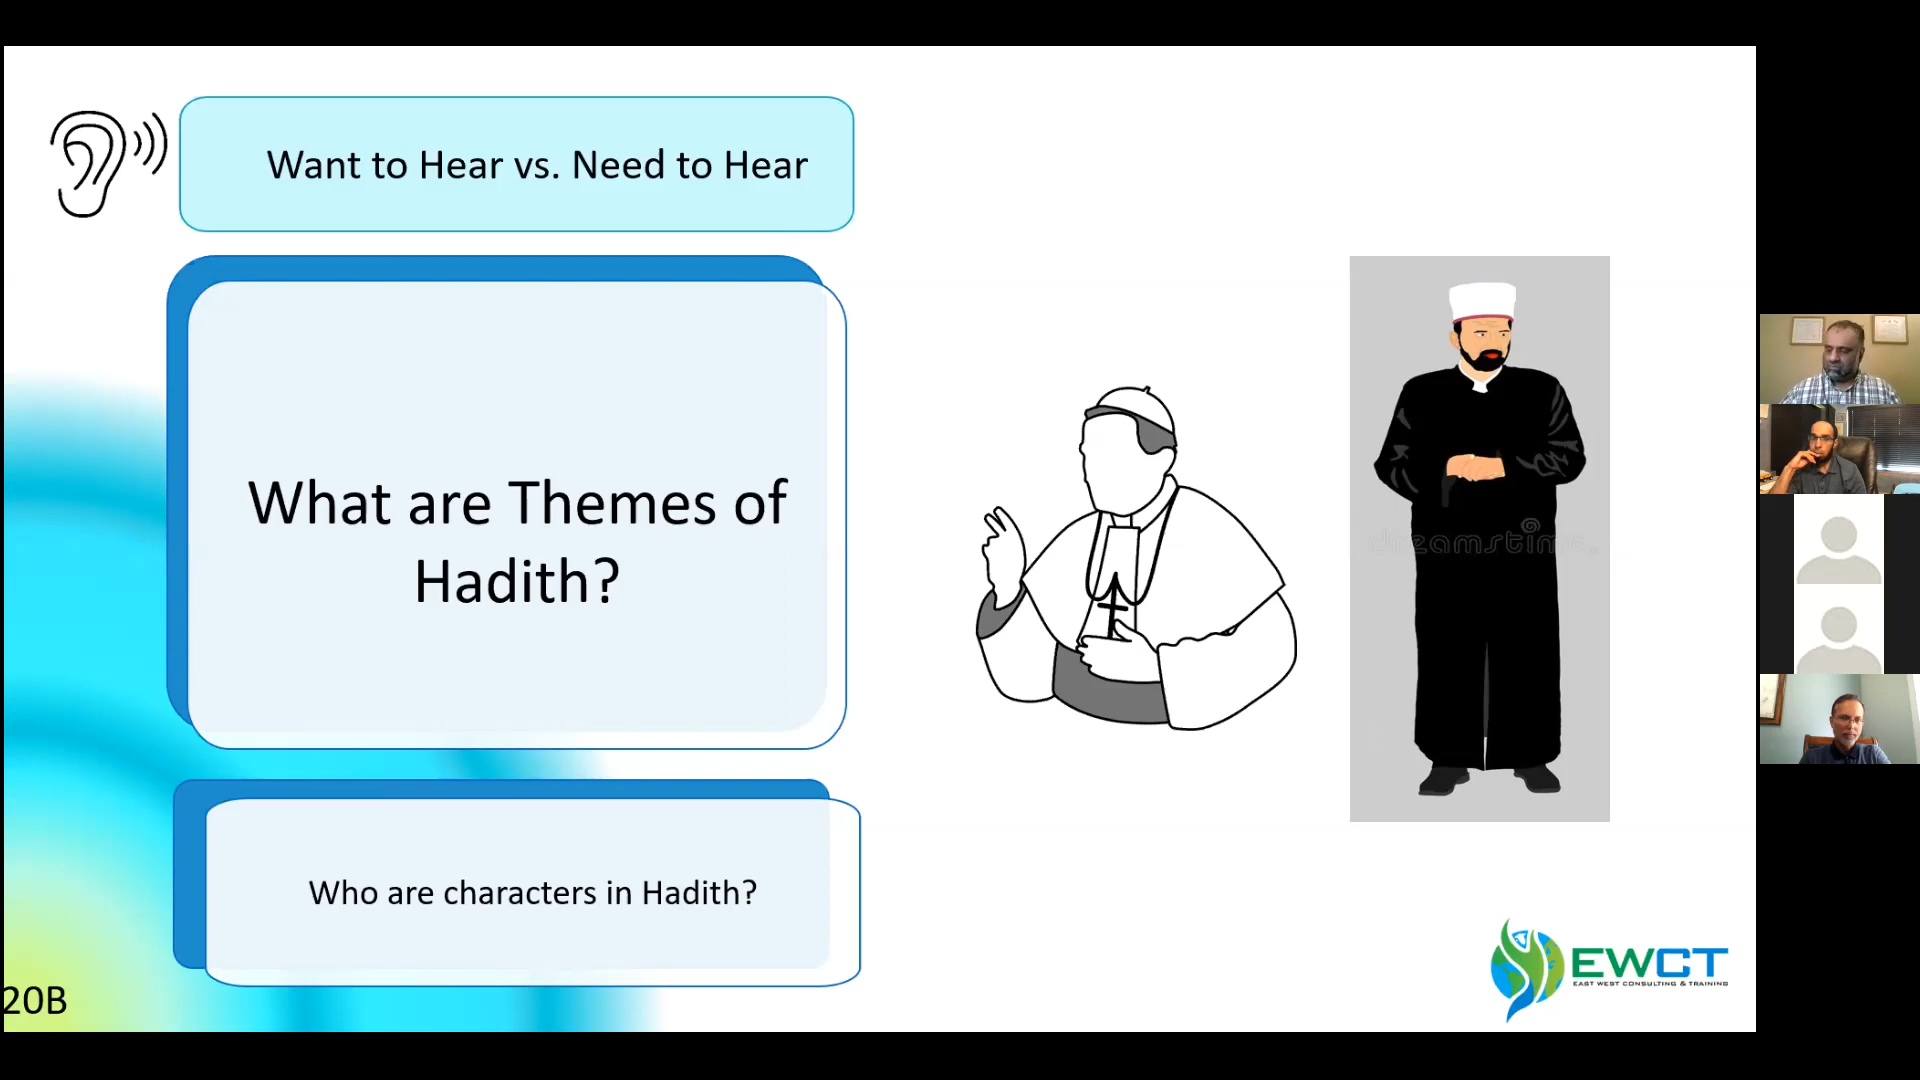 Want to Hear vs. Need to Hear
What are Themes of
Hadith?
Who are characters in Hadith?
dreamstime
20B
EWCT
EAST WEST CONSULTING & TRAINING